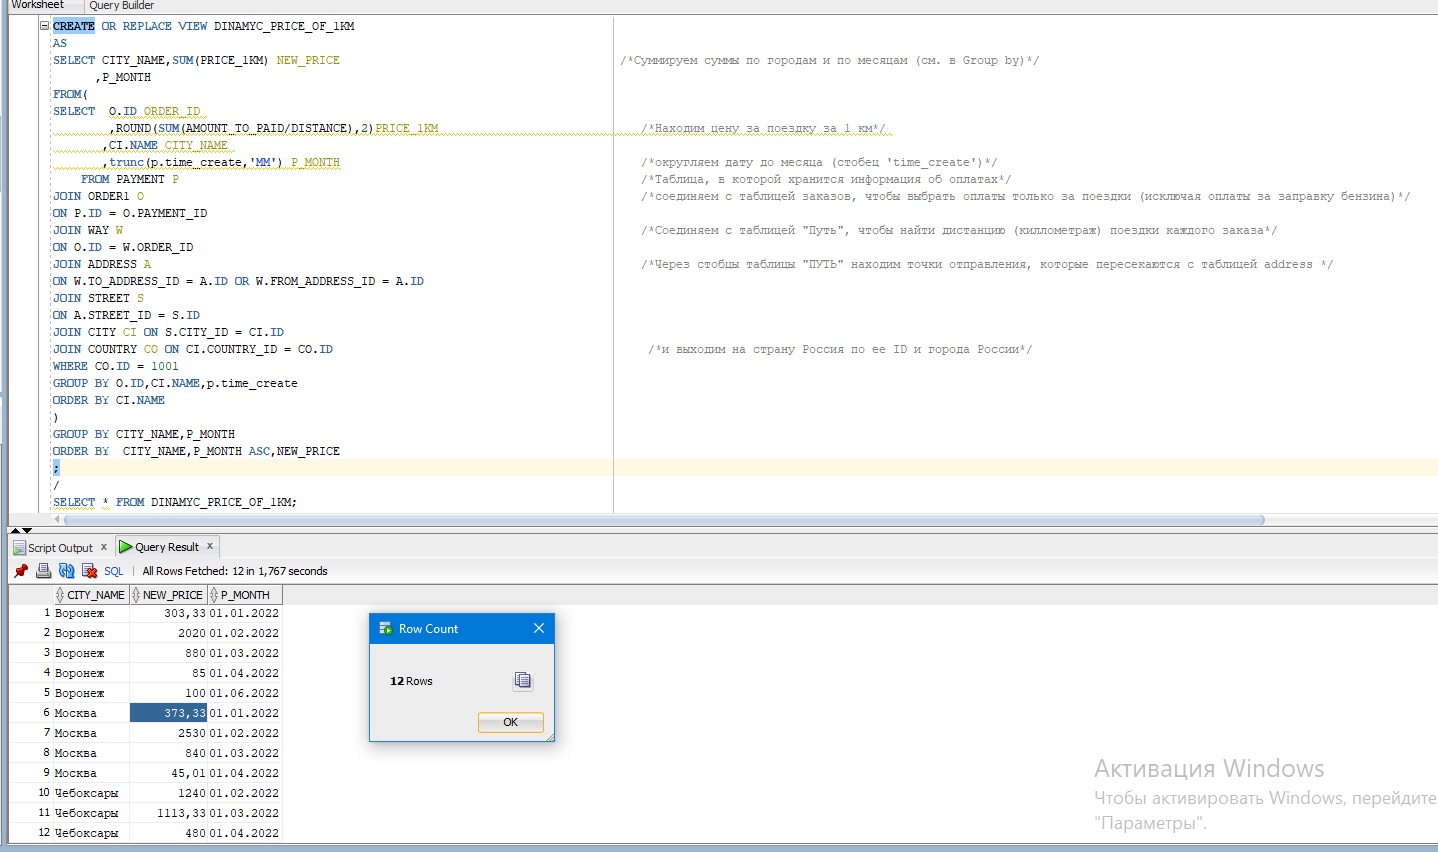 Worksheet Query Builder
CREATE OR REPLACE VIEW DINAMYC_PRICE_OF_1KM
AS
SELECT CITY_NAME,SUM(PRICE_1KM) NEW_PRICE /*Суммируем суммы по городам и по месяцам (см. в Group by)*/
,P_MONTH
FROM(
SELECT O.ID ORDER_ID
,ROUND(SUM(AMOUNT_TO_PAID/DISTANCE),2)PRICE_1KM /*Находим цену за поездку за 1 км*/
,CI.NAME CITY_NAME
,trunc(p.time_create,'MM') P_MONTH /*округляем дату до месяца (стобец 'time_create')*/
FROM PAYMENT P /*Таблица, в которой хранится информация об оплатах*/
JOIN ORDER1 O /*соединяем с таблицей заказов, чтобы выбрать оплаты только за поездки (исключая оплаты за заправку бензина)*/
ON P.ID = O.PAYMENT_ID
JOIN WAY W /*Соединяем с таблицей "Путь", чтобы найти дистанцию (киллометраж) поездки каждого заказа*/
ON O.ID = W.ORDER_ID
JOIN ADDRESS A /*Через стобцы таблицы "ПУТЬ" находим точки отправления, которые пересекаются с таблицей address */
ON W.TO_ADDRESS_ID = A.ID OR W.FROM_ADDRESS_ID = A.ID
JOIN STREET S
ON A.STREET_ID = S.ID
JOIN CITY CI ON S.CITY_ID = CI.ID
JOIN COUNTRY CO ON CI.COUNTRY_ID = CO.ID /*и выходим на страну Россия по ее ID и города России*/
WHERE CO.ID = 1001
GROUP BY O.ID,CI.NAME,p.time_create
ORDER BY CI.NAME
)
GROUP BY CITY_NAME,P_MONTH
ORDER BY CITY_NAME,P_MONTH ASC,NEW_PRICE
;
/
SELECT * FROM DINAMYC_PRICE_OF_1KM;
Script Output x Query Result x
SQL | All Rows Fetched: 12 in 1,767 seconds
CITY_NAME NEW_PRICE P_MONTH
1 Воронеж 303,33 01.01.2022
2 Воронеж 2020 01.02.2022
3 Воронеж 880 01.03.2022
4 Воронеж 85 01.04.2022
5 Воронеж 100 01.06.2022
6 Москва 373,33 01.01.2022
7 Москва 2530 01.02.2022
8 Москва 840 01.03.2022
9 Москва 45,01 01.04.2022
10 Чебоксары 1240 01.02.2022
11 Чебоксары 1113,33 01.03.2022
12 Чебоксары 480 01.04.2022
Row Count
12 Rows
OK
Активация Windows
Чтобы активировать Windows, перейдите
"Параметры".